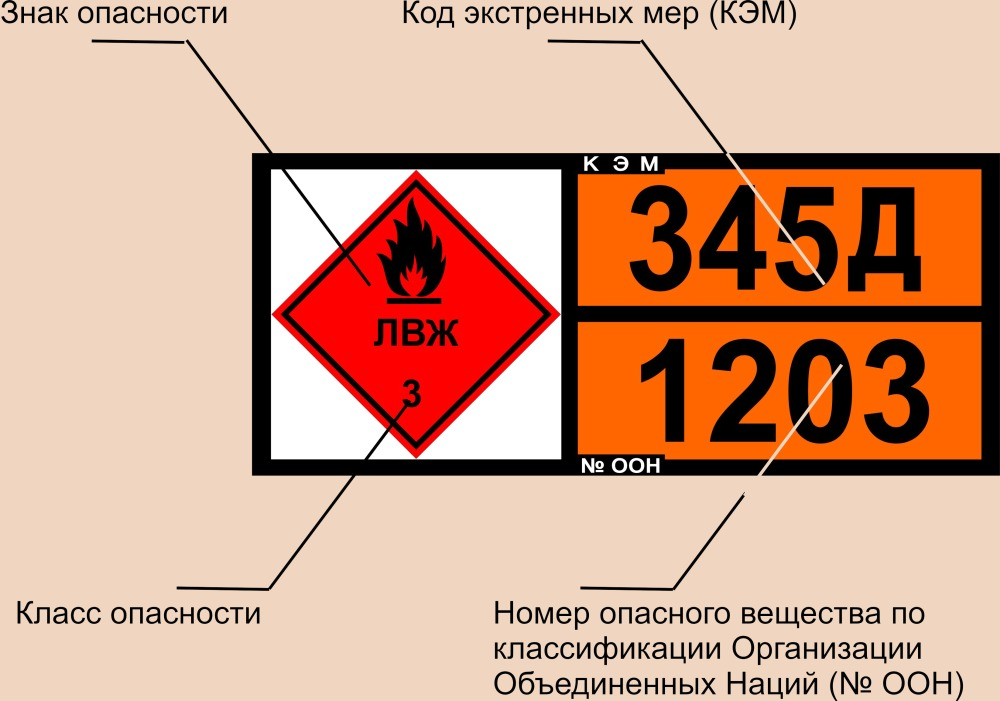 Знак опасности
Код экстренных мер (КЭМ)
К Э М
345Д
ЛВЖ
3
1203
№ ООН
Класс опасности
Номер опасного вещества по
классификации Организации
Объединенных Наций (№ ООН)